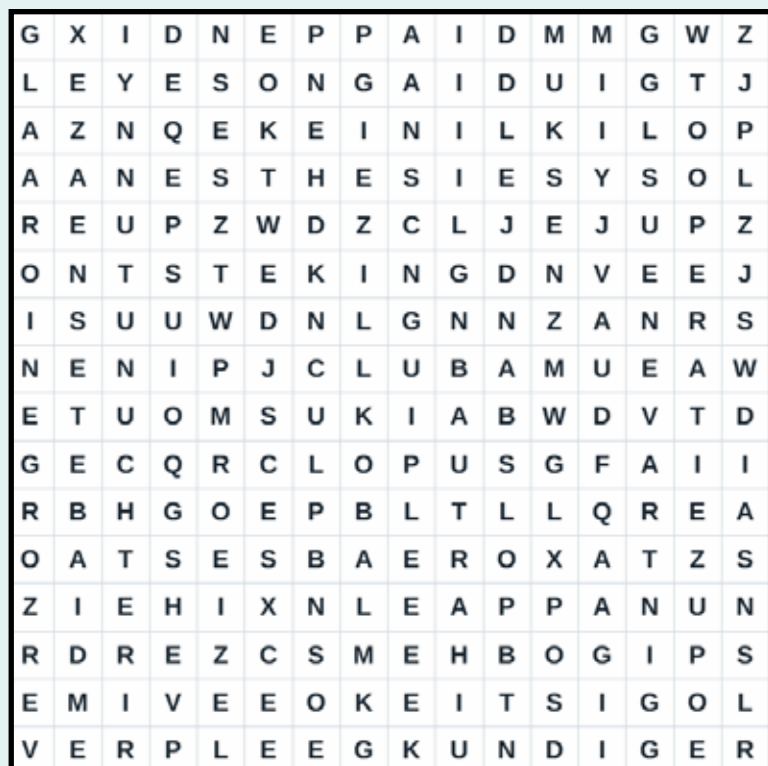 G X I D N E P P A I D M M G W Z
L E Y E S O N G A I D U I G T J
A Z N Q E K E I N I L K I L O P
A A N E S T H E S I E S Y S O L
R E U P Z W D Z C L J E J U P Z
O N T S T E K I N G D N V E E J
I S U U W D N L G N N Z A N R S
N E N I P J C L U B A M U E A W
E T U O M S U K I A B W D V T D
G E C Q R C L O P U S G F A I I
R B H G O E P B L T L L Q R E A
O A T S E S B A E R O X A T Z S
Z I E H I X N L E A P P A N U N
R D R E Z C S M E H B O G I P S
E M I V E E O K E I T S I G O L
V E R P L E E G K U N D I G E R